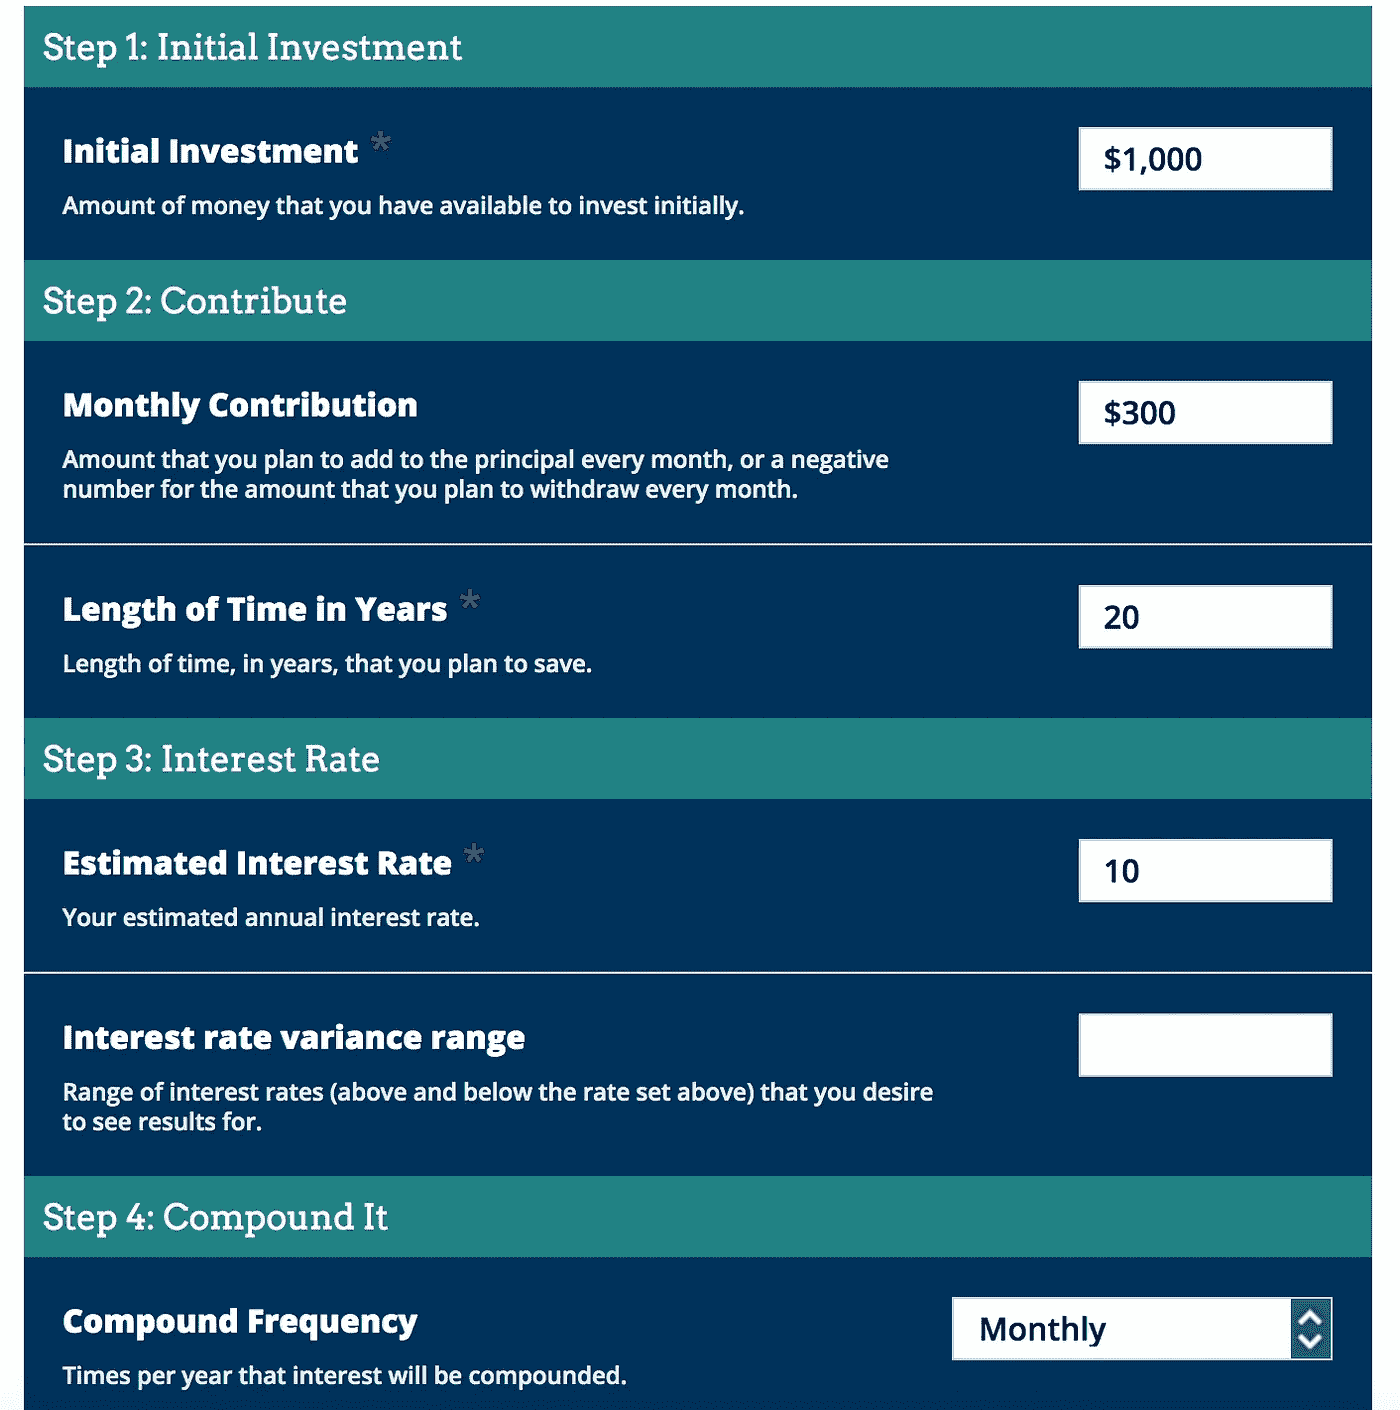 Step 1: Initial Investment
Initial Investment *
$1,000
Amount of money that you have available to invest initially.
Step 2: Contribute
Monthly Contribution
$300
Amount that you plan to add to the principal every month, or a negative
number for the amount that you plan to withdraw every month.
Length of Time in Years *
20
Length of time, in years, that you plan to save.
Step 3: Interest Rate
Estimated Interest Rate *
10
Your estimated annual interest rate.
Interest rate variance range
Range of interest rates (above and below the rate set above) that you desire
to see results for.
Step 4: Compound It
Compound Frequency
Monthly
Times per year that interest will be compounded.